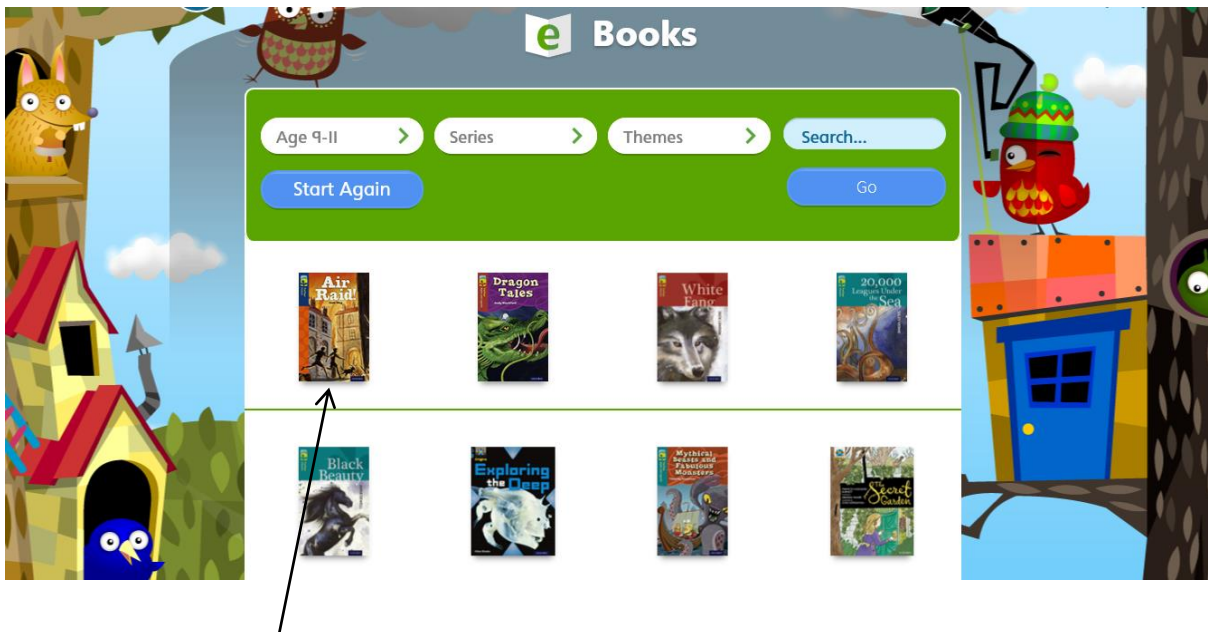 e Books
Age 9-11 > Series > Themes > Search...
Start Again Go
Air
Raid!
Dragon
Tales
White
Fang
20,000
Leagues Under
the Sea
Black
Beauty
Exploring
the Deep
Mythical
Beasts and
Fabulous
Monsters
The
Secret
Garden